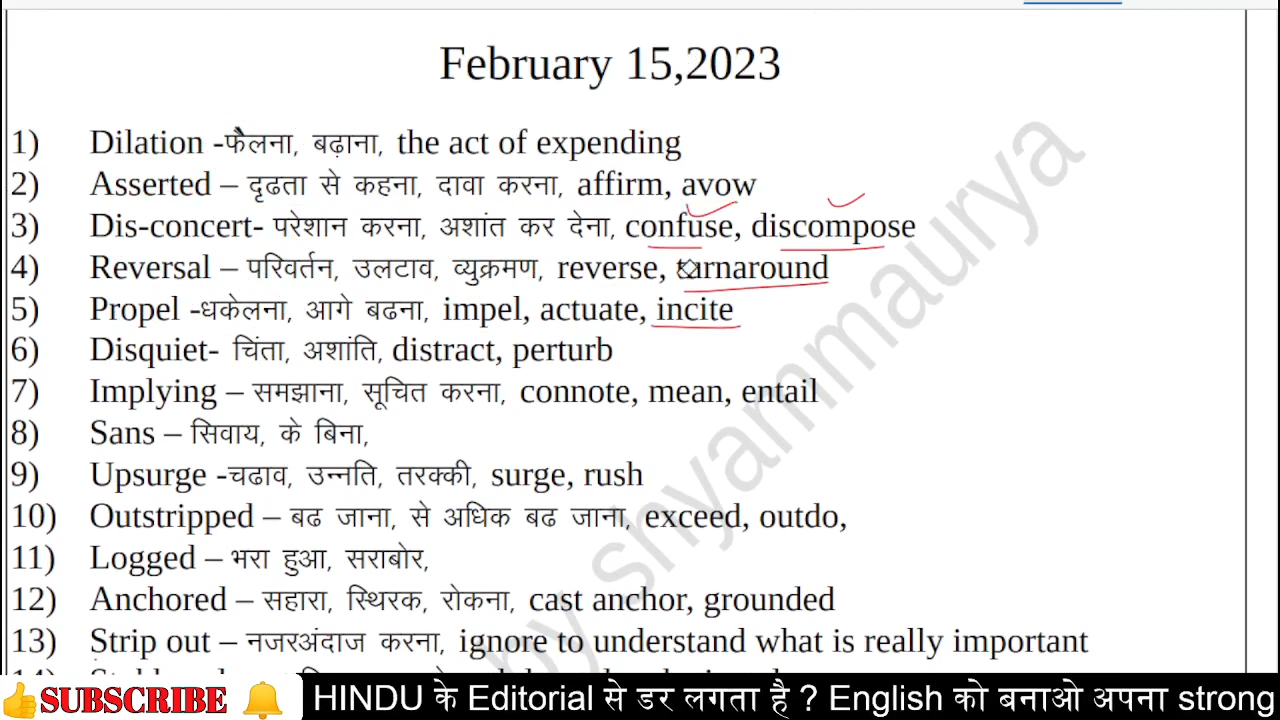 February 15,2023
1) Dilation -फैलना, बढ़ाना, the act of expending
2) Asserted – दृढता से कहना, दावा करना, affirm, avow
3) Dis-concert- परेशान करना, अशांत कर देना, confuse, discompose
4) Reversal – परिवर्तन, उलटाव, व्युक्रमण, reverse, turnaround
5) Propel -धकेलना, आगे बढना, impel, actuate, incite
6) Disquiet- चिंता, अशांति, distract, perturb
7) Implying – समझाना, सूचित करना, connote, mean, entail
8) Sans – सिवाय, के बिना,
9) Upsurge -चढाव, उन्नति, तरक्की, surge, rush
10) Outstripped – बढ जाना, से अधिक बढ जाना, exceed, outdo,
11) Logged – भरा हुआ, सराबोर,
12) Anchored – सहारा, स्थिरक, रोकना, cast anchor, grounded
13) Strip out – नजरअंदाज करना, ignore to understand what is really important
by shyammaurya
SUBSCRIBE HINDU के Editorial से डर लगता है ? English को बनाओ अपना strong